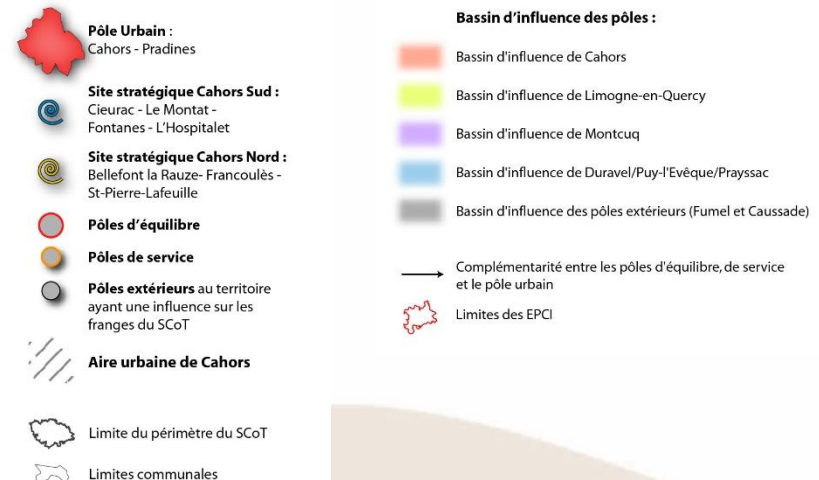 Pôle Urbain :
Cahors - Pradines
Site stratégique Cahors Sud :
Cieurac - Le Montat -
Fontanes - L'Hospitalet
Site stratégique Cahors Nord :
Bellefont la Rauze- Francoulès -
St-Pierre-Lafeuille
Pôles d'équilibre
Pôles de service
Pôles extérieurs au territoire
ayant une influence sur les
franges du SCoT
Aire urbaine de Cahors
Limite du périmètre du SCoT
Limites communales
Bassin d'influence des pôles :
Bassin d'influence de Cahors
Bassin d'influence de Limogne-en-Quercy
Bassin d'influence de Montcuq
Bassin d'influence de Duravel/Puy-l'Evêque/Prayssac
Bassin d'influence des pôles extérieurs (Fumel et Caussade)
Complémentarité entre les pôles d'équilibre, de service
et le pôle urbain
Limites des EPCI